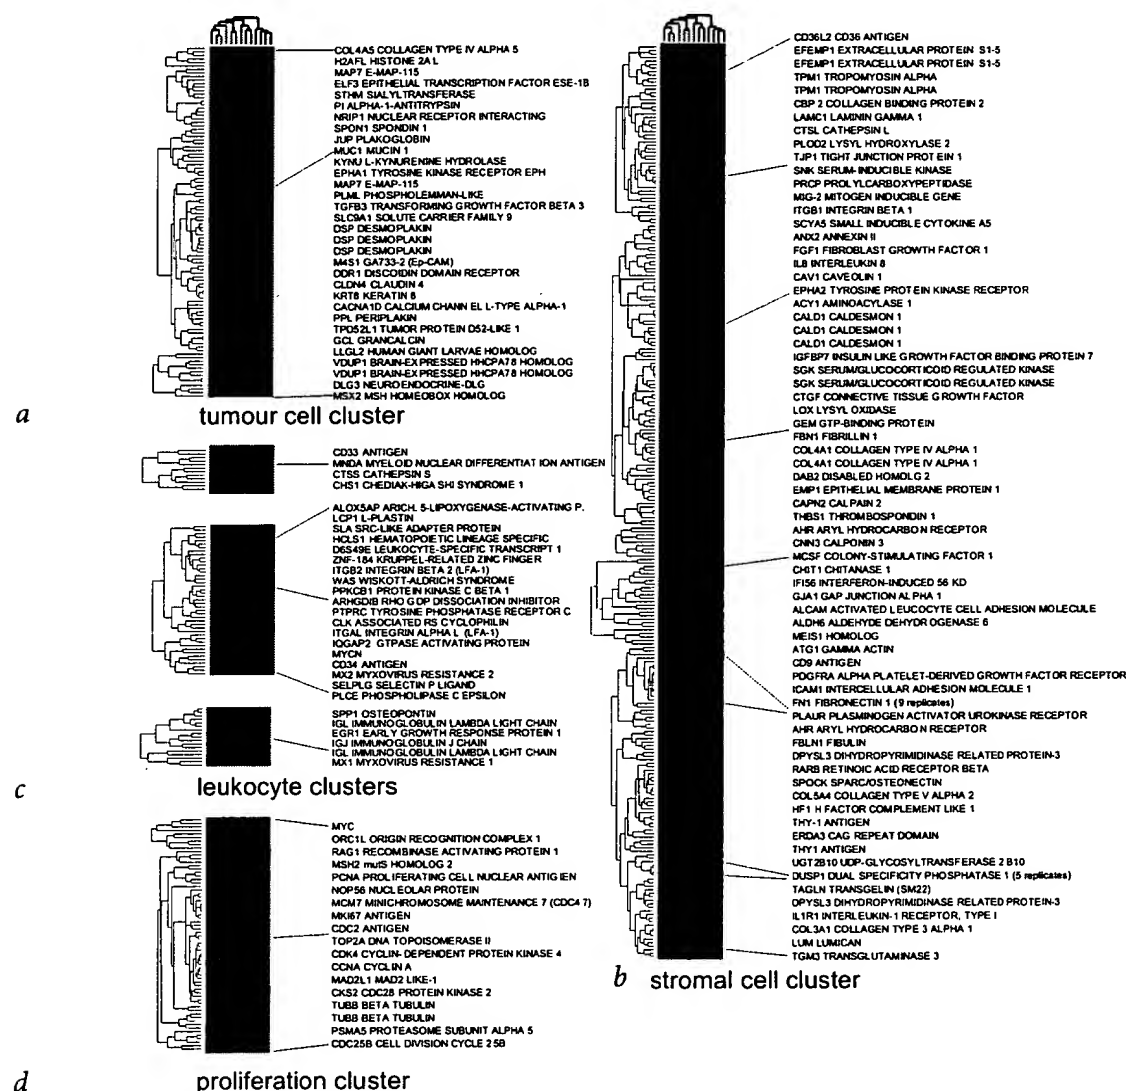 COL4A5 COLLAGEN TYPE IV ALPHA 5
H2AFL HISTONE 2A L
MAP7 E-MAP-115
ELF3 EPITHELIAL TRANSCRIPTION FACTOR ESE-1B
STHM SIALYLTRANSFERASE
PI ALPHA-1-ANTITRYPSIN
NRIP1 NUCLEAR RECEPTOR INTERACTING
SPON1 SPONDIN 1
JUP PLAKOGLOBIN
MUC1 MUCIN 1
KYNU L-KYNURENINE HYDROLASE
EPHA1 TYROSINE KINASE RECEPTOR EPH
MAP7 E-MAP-115
PLML PHOSPHOLEMMAN-LIKE
TGFB3 TRANSFORMING GROWTH FACTOR BETA 3
SLC9A1 SOLUTE CARRIER FAMILY 9
DSP DESMOPLAKIN
DSP DESMOPLAKIN
DSP DESMOPLAKIN
M4S1 GA733-2 (Ep-CAM)
DDR1 DISCOIDIN DOMAIN RECEPTOR
CLDN4 CLAUDIN 4
KRT8 KERATIN 8
CACNA1D CALCIUM CHANN EL L-TYPE ALPHA-1
PPL PERIPLAKIN
TPD52L1 TUMOR PROTEIN D52-LIKE 1
GCL GRANCALCIN
LLGL2 HUMAN GIANT LARVAE HOMOLOG
VDUP1 BRAIN-EXPRESSED HHCPA78 HOMOLOG
VDUP1 BRAIN-EXPRESSED HHCPA78 HOMOLOG
DLG3 NEUROENDOCRINE-DLG
MSX2 MSH HOMEOBOX HOMOLOG
a tumour cell cluster
CD33 ANTIGEN
MNDA MYELOID NUCLEAR DIFFERENTIAT ION ANTIGEN
CTSS CATHEPSIN S
CHS1 CHEDIAK-HIGA SHI SYNDROME 1
ALOX5AP ARICH. 5-LIPOXYGENASE-ACTIVATING P.
LCP1 L-PLASTIN
SLA SRC-LIKE ADAPTER PROTEIN
HCLS1 HEMATOPOIETIC LINEAGE SPECIFIC
D6S49E LEUKOCYTE-SPECIFIC TRANSCRIPT 1
ZNF-184 KRUPPEL-RELATED ZINC FINGER
ITGB2 INTEGRIN BETA 2 (LFA-1)
WAS WISKOTT-ALDRICH SYNDROME
PPKCB1 PROTEIN KINASE C BETA 1
ARHGDIB RHO GDP DISSOCIATION INHIBITOR
PTPRC TYROSINE PHOSPHATASE RECEPTOR C
CLK ASSOCIATED RS CYCLOPHILIN
ITGAL INTEGRIN ALPHA L (LFA-1)
IQGAP2 GTPASE ACTIVATING PROTEIN
MYCN
CD34 ANTIGEN
MX2 MYXOVIRUS RESISTANCE 2
SELPLG SELECTIN P LIGAND
PLCE PHOSPHOLIPASE C EPSILON
SPP1 OSTEOPONTIN
IGL IMMUNOGLOBULIN LAMBDA LIGHT CHAIN
EGR1 EARLY GROWTH RESPONSE PROTEIN 1
IGJ IMMUNOGLOBULIN J CHAIN
IGL IMMUNOGLOBULIN LAMBDA LIGHT CHAIN
MX1 MYXOVIRUS RESISTANCE 1
c leukocyte clusters
MYC
ORC1L ORIGIN RECOGNITION COMPLEX 1
RAG1 RECOMBINASE ACTIVATING PROTEIN 1
MSH2 mutS HOMOLOG 2
PCNA PROLIFERATING CELL NUCLEAR ANTIGIEN
NOP56 NUCLEOLAR PROTEIN
MCM7 MINICHROMOSOME MAINTENANCE 7 (CDC4 7)
MKI67 ANTIGEN
CDC2 ANTIGEN
TOP2A DNA TOPOISOMERASE II
CDK4 CYCLIN- DEPENDENT PROTEIN KINASE 4
CCNA CYCLIN A
MAD2L1 MAD2 LIKE-1
CKS2 CDC28 PROTEIN KINASE 2
TUBB BETA TUBULIN
TUBB BETA TUBULIN
PSMA5 PROTEASOME SUBUNIT ALPHA 5
CDC25B CELL DIVISION CYCLE 25B
d proliferation cluster
CD36L2 CD36 ANTIGEN
EFEMP1 EXTRACELLULAR PROTEIN S1-5
EFEMP1 EXTRACELLULAR PROTEIN S1-5
TPM1 TROPOMYOSIN ALPHA
TPM1 TROPOMYOSIN ALPHA
CBP 2 COLLAGEN BINDING PROTEIN 2
LAMC1 LAMININ GAMMA 1
CTSL CATHEPSIN L
PLOD2 LYSYL HYDROXYLASE 2
TJP1 TIGHT JUNCTION PROTEIN 1
SNK SERUM-INDUCIBLE KINASE
PRCP PROLYLCARBOXYPEPTIDASE
MIG-2 MITOGEN INDUCIBLE GENE
ITGB1 INTEGRIN BETA 1
SCYA5 SMALL INDUCIBLE CYTOKINE A5
ANX2 ANNEXIN II
FGF1 FIBROBLAST GROWTH FACTOR 1
IL8 INTERLEUKIN 8
CAV1 CAVEOLIN 1
EPHA2 TYROSINE PROTEIN KINASE RECEPTOR
ACY1 AMINOACYLASE 1
CALD1 CALDESMON 1
CALD1 CALDESMON 1
CALD1 CALDESMON 1
IGFBP7 INSULIN LIKE GROWTH FACTOR BINDING PROTEIN 7
SGK SERUM/GLUCOCORTICOID REGULATED KINASE
SGK SERUM/GLUCOCORTICOID REGULATED KINASE
CTGF CONNECTIVE TISSUE GROWTH FACTOR
LOX LYSYL OXIDASE
GEM GTP-BINDING PROTEIN
FBN1 FIBRILLIN 1
COL4A1 COLLAGEN TYPE IV ALPHA 1
COL4A1 COLLAGEN TYPE IV ALPHA 1
DAB2 DISABLED HOMOLG 2
EMP1 EPITHELIAL MEMBRANE PROTEIN 1
CAPN2 CALPAIN 2
THBS1 THROMBOSPONDIN 1
AHR ARYL HYDROCARBON RECEPTOR
CNN3 CALPONIN 3
MCSF COLONY-STIMULATING FACTOR 1
CHIT1 CHITANASE 1
IFI56 INTERFERON-INDUCED 56 KD
GJA1 GAP JUNCTION ALPHA 1
ALCAM ACTIVATED LEUCOCYTE CELL ADHESION MOLECULE
ALDH6 ALDEHYDE DEHYDR OGENASE 6
MEIS1 HOMOLOG
ATG1 GAMMA ACTIN
CD9 ANTIGEN
PDGFRA ALPHA PLATELET-DERIVED GROWTH FACTOR RECEPTOR
ICAM1 INTERCELLULAR ADHESION MOLECULE 1
FN1 FIBRONECTIN 1 (9 replicates)
PLAUR PLASMINOGEN ACTIVATOR UROKINASE RECEPTOR
AHR ARYL HYDROCARBON RECEPTOR
FBLN1 FIBULIN
DPYSL3 DIHYDROPYRIMIDINASE RELATED PROTEIN-3
RARB RETINOIC ACID RECEPTOR BETA
SPOCK SPARC/OSTEONECTIN
COL5A4 COLLAGEN TYPE V ALPHA 2
HF1 H FACTOR COMPLEMENT LIKE 1
THY-1 ANTIGEN
ERDA3 CAG REPEAT DOMAIN
THY1 ANTIGEN
UGT2B10 UDP-GLYCOSYLTRANSFERASE 2 B10
DUSP1 DUAL SPECIFICITY PHOSPHATASE 1 (5 replicates)
TAGLN TRANSGELIN (SM22)
DPYSL3 DIHYDROPYRIMIDINASE RELATED PROTEIN-3
IL1R1 INTERLEUKIN-1 RECEPTOR, TYPE I
COL3A1 COLLAGEN TYPE 3 ALPHA 1
LUM LUMICAN
TGM3 TRANSGLUTAMINASE 3
b stromal cell cluster